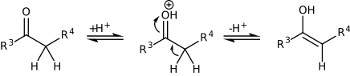 O
R³ R⁴
H H
+H⁺
⊕
OH
R³ R⁴
H H
-H⁺
OH
R³ R⁴
H